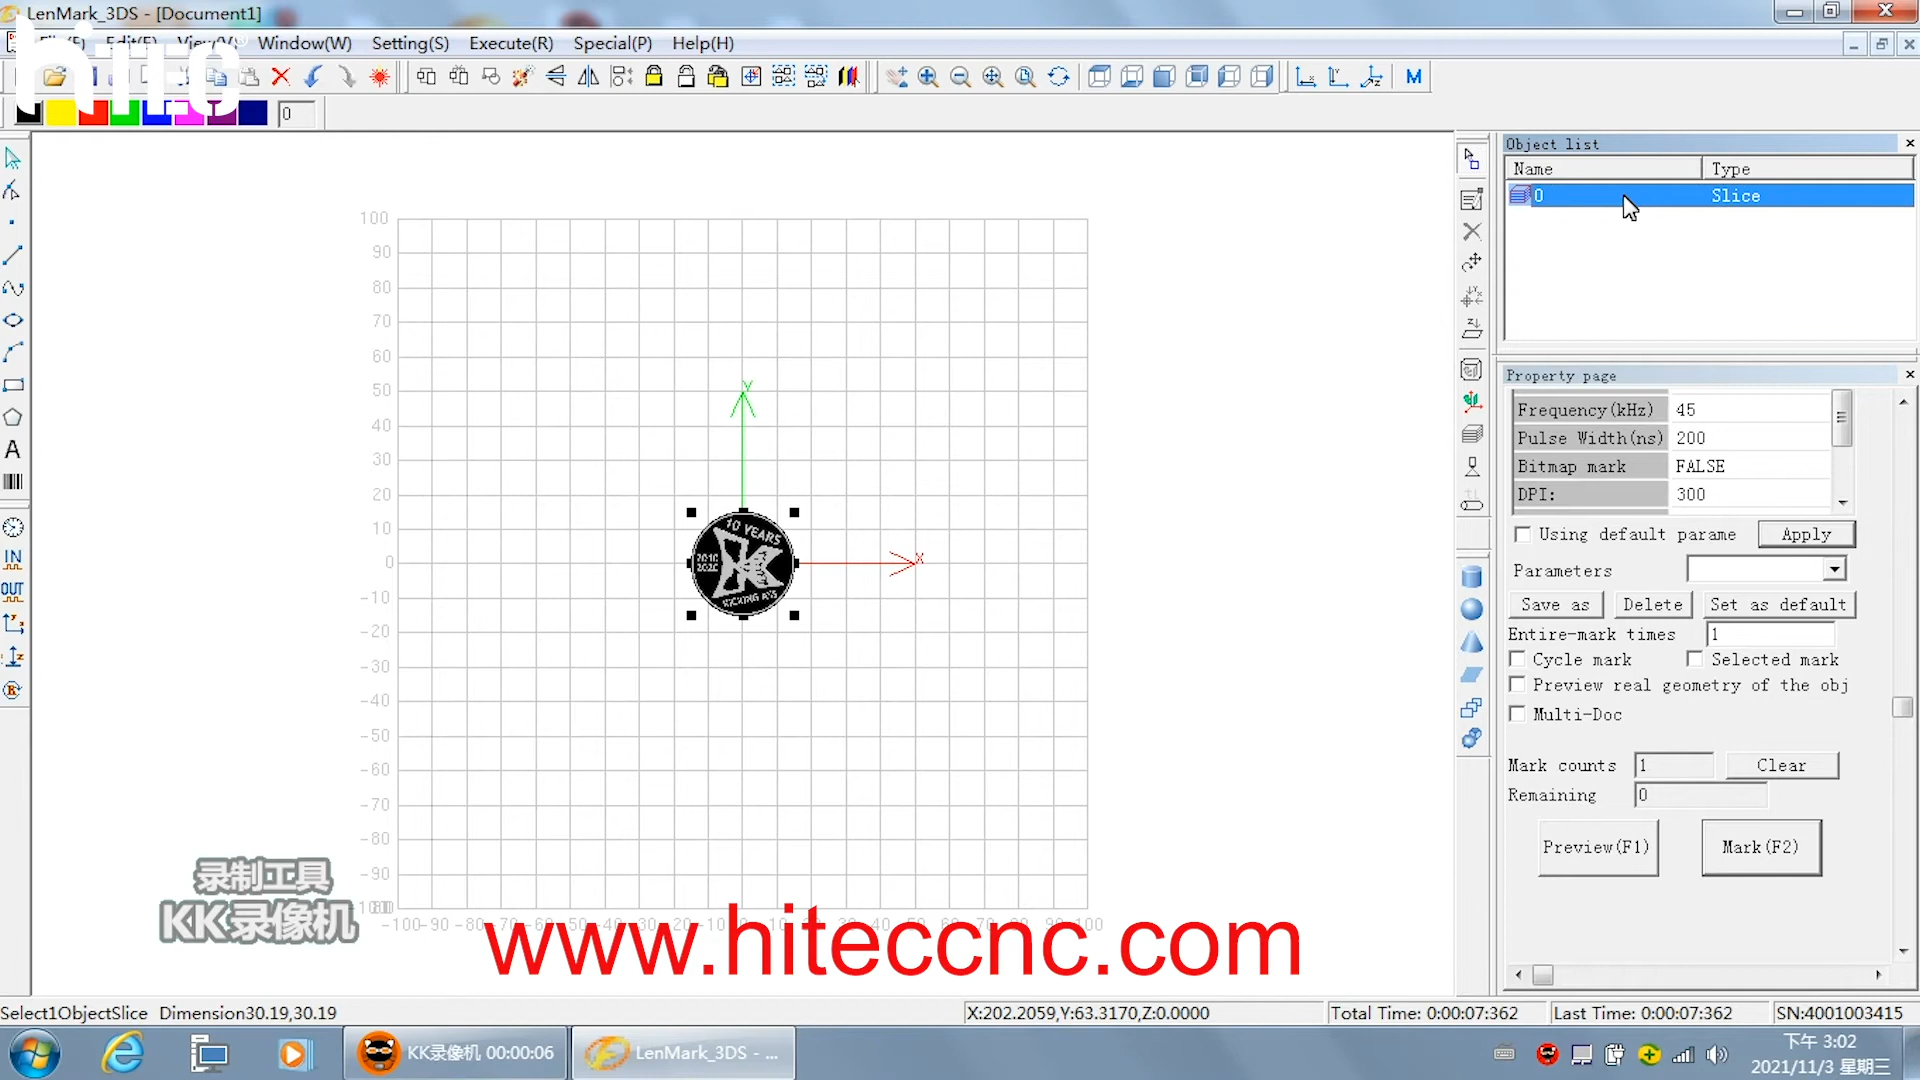 LenMark_3DS - [Document1]
Window(W) Setting(S) Execute(R) Special(P) Help(H)
hitec®
M
0
Object list
Name Type
0 Slice
100
90
80
70
60
50
40
30
20
10
0
-10
-20
-30
-40
-50
-60
-70
-80
-90
Y
X
10 YEARS
2010
2020
KICKING AXS
A
IN
OUT
Property page
Frequency(kHz) 45
Pulse Width(ns) 200
Bitmap mark FALSE
DPI: 300
Using default parame Apply
Parameters
Save as Delete Set as default
Entire-mark times 1
Cycle mark Selected mark
Preview real geometry of the obj
Multi-Doc
Mark counts 1 Clear
Remaining 0
Preview(F1) Mark(F2)
录制工具
KK录像机
www.hiteccnc.com
Select1ObjectSlice Dimension30.19,30.19
X:202.2059,Y:63.3170,Z:0.0000
Total Time: 0:00:07:362
Last Time: 0:00:07:362
SN:4001003415
KK录像机 00:00:06
LenMark_3DS - ...
下午 3:02
2021/11/3 星期三